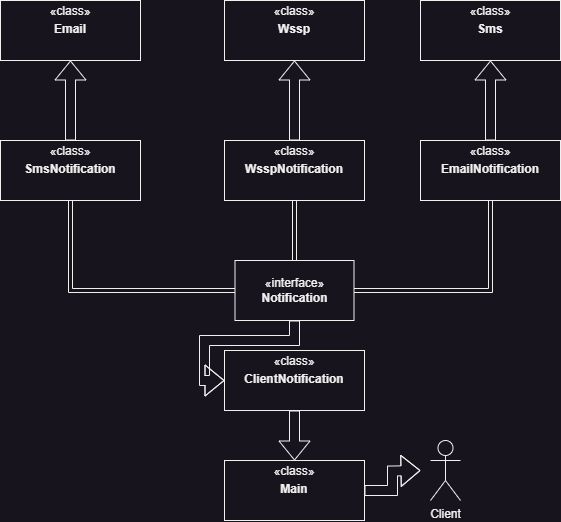 «class»
Email
«class»
Wssp
«class»
Sms
«class»
SmsNotification
«class»
WsspNotification
«class»
EmailNotification
«interface»
Notification
«class»
ClientNotification
«class»
Main
Client